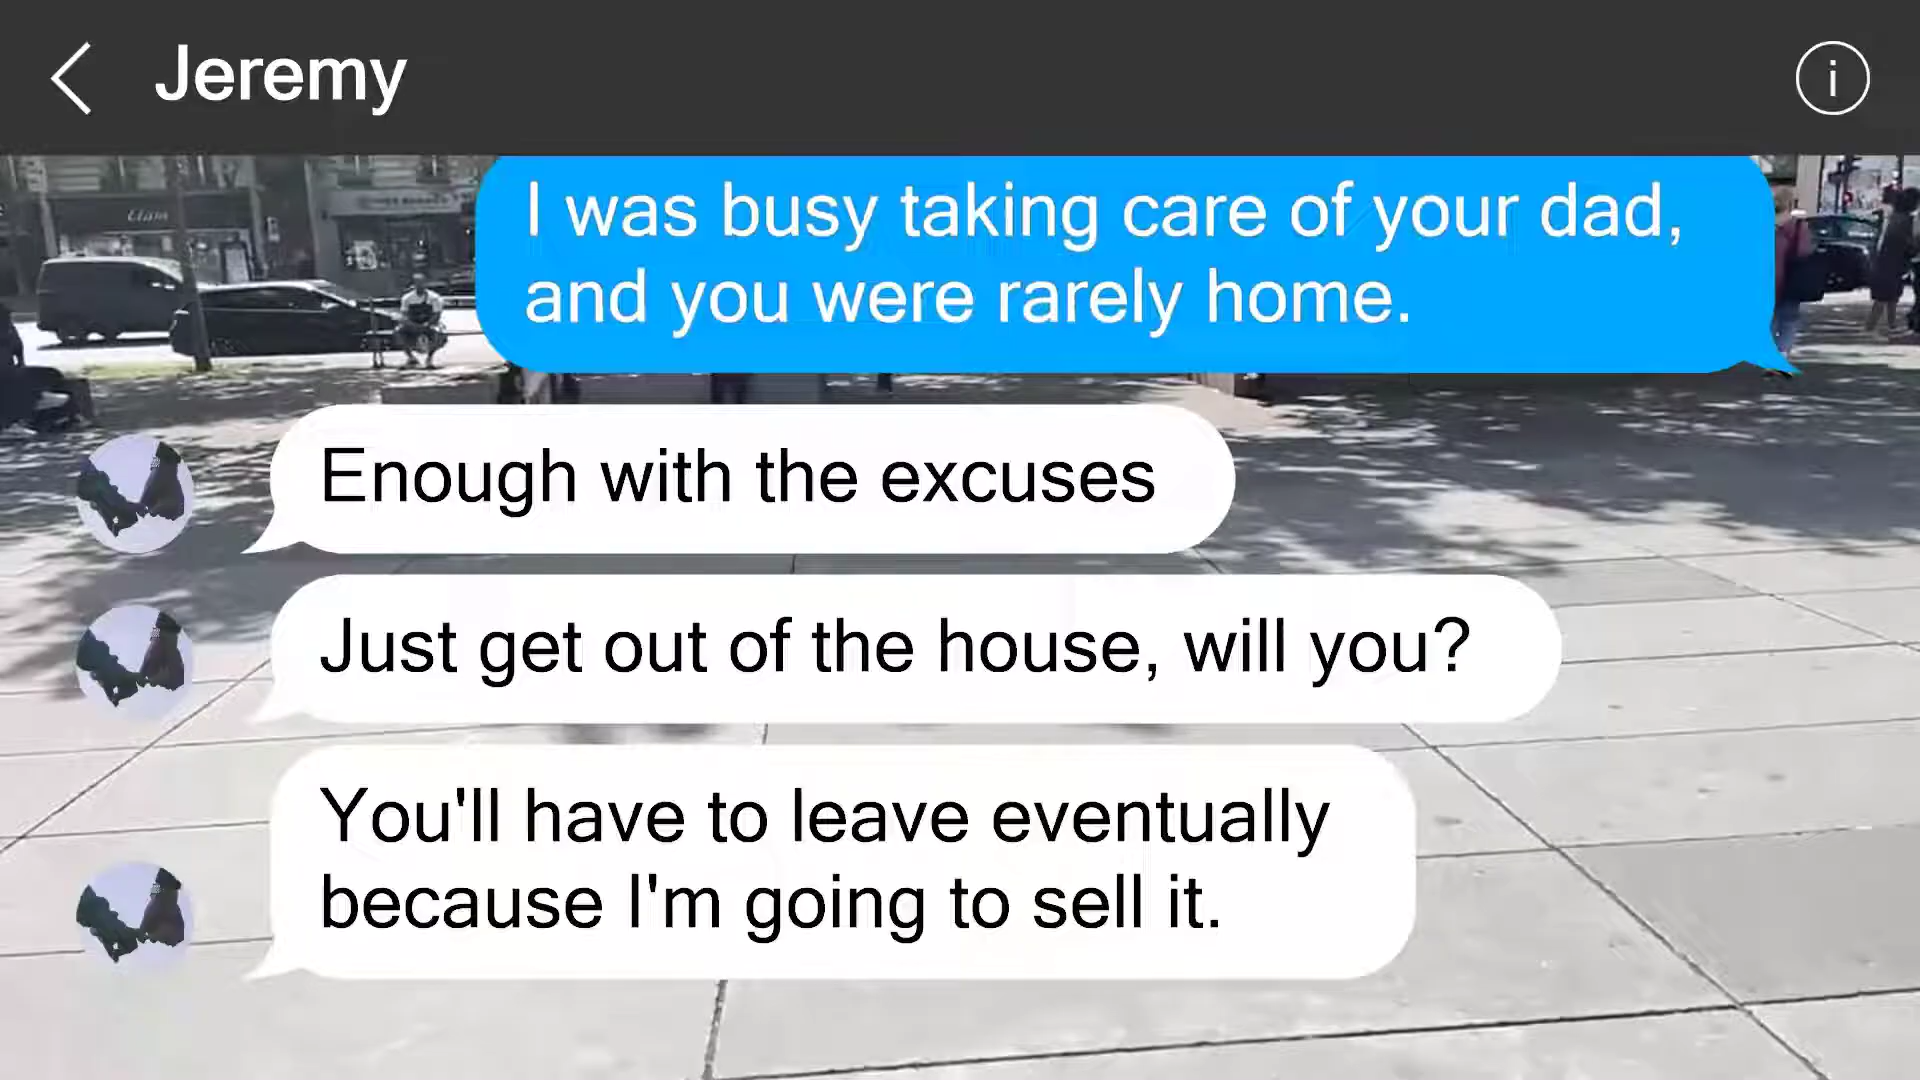 Jeremy
I was busy taking care of your dad,
and you were rarely home.
Enough with the excuses
Just get out of the house, will you?
You'll have to leave eventually
because I'm going to sell it.